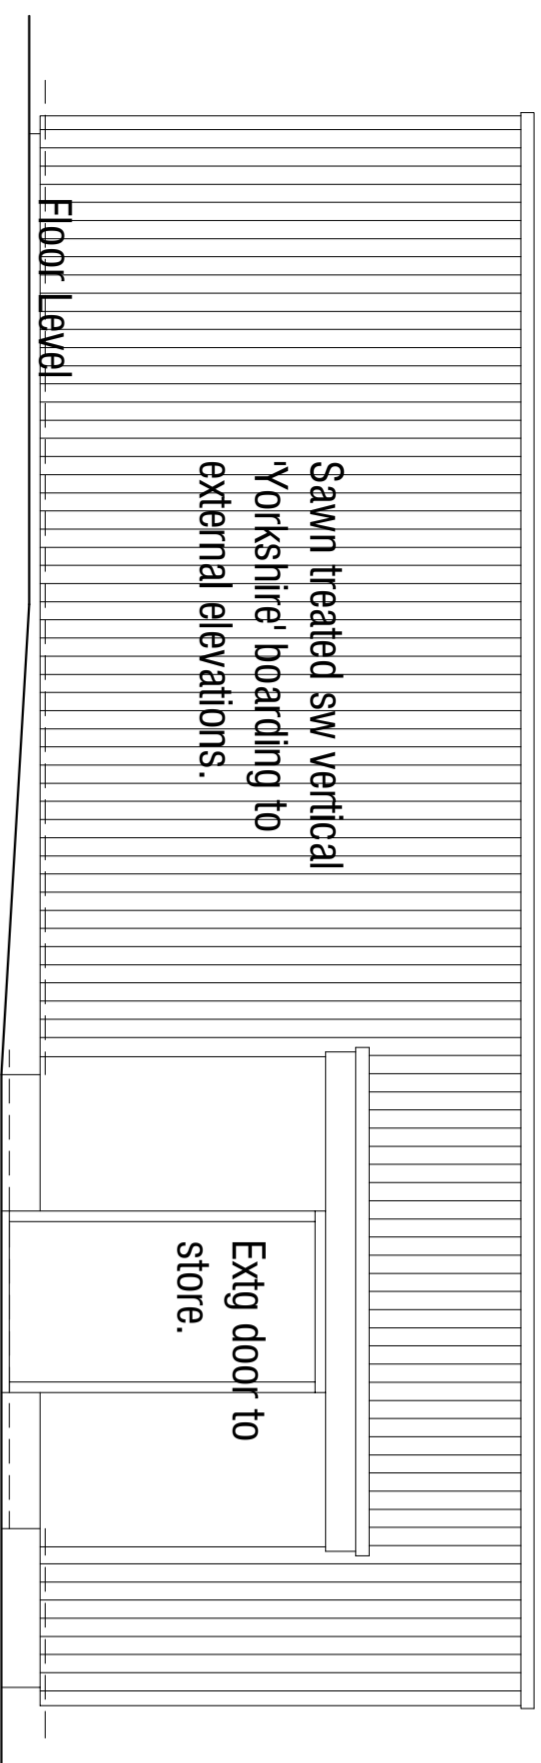 Sawn treated sw vertical
'Yorkshire' boarding to
external elevations.
Floor Level
Extg door to
store.